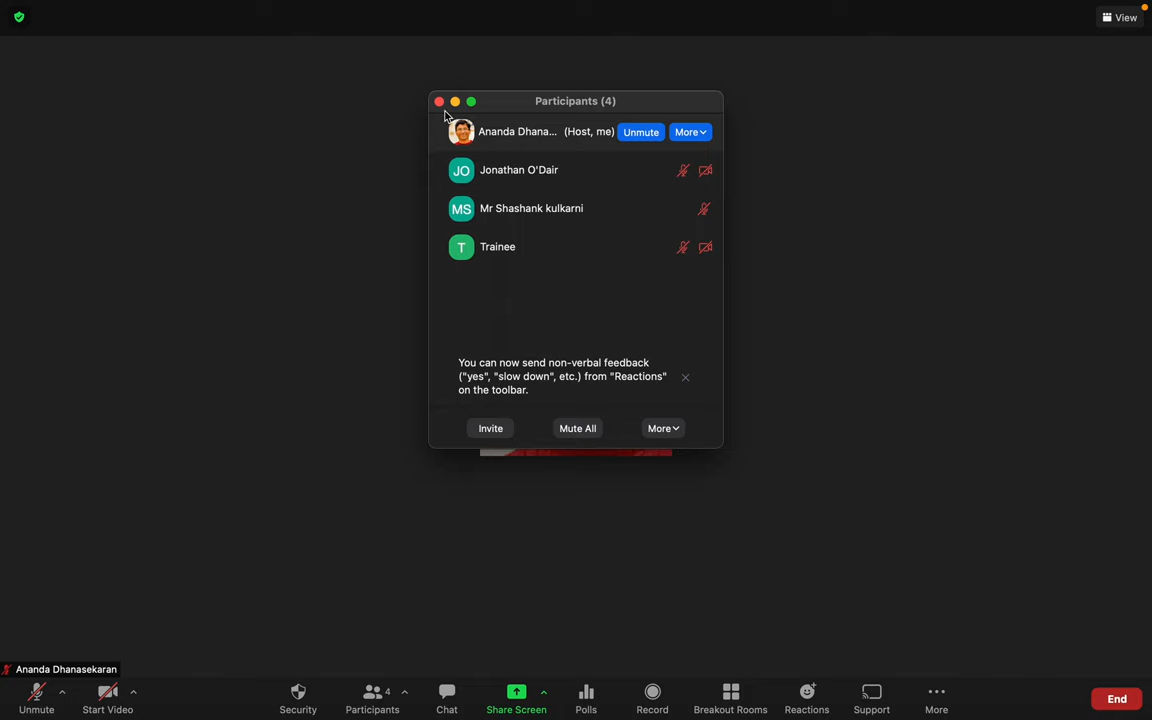 View
Participants (4)
Ananda Dhana... (Host, me) Unmute More
JO Jonathan O'Dair
MS Mr Shashank kulkarni
T Trainee
You can now send non-verbal feedback
("yes", "slow down", etc.) from "Reactions"
on the toolbar.
Invite Mute All More
Ananda Dhanasekaran
4
Unmute Start Video Security Participants Chat Share Screen Polls Record Breakout Rooms Reactions Support More End